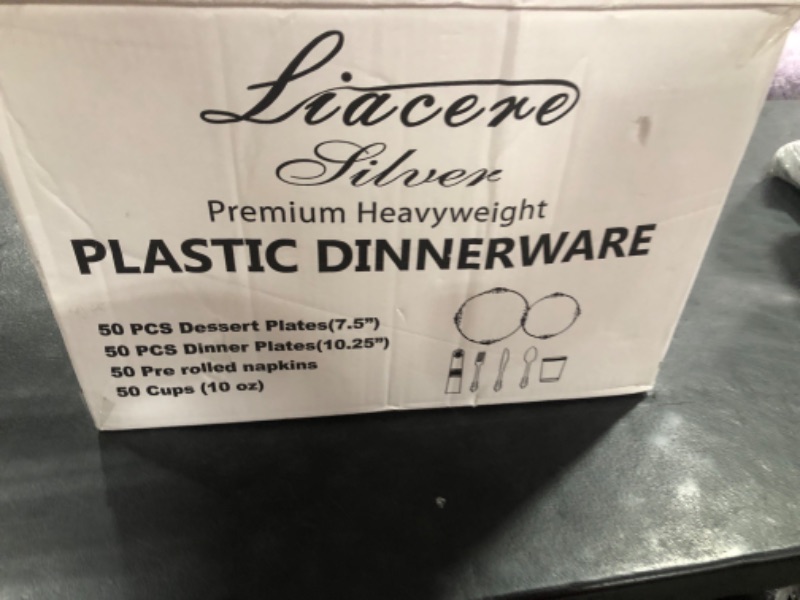 Liacere
Silver
Premium Heavyweight
PLASTIC DINNERWARE
50 PCS Dessert Plates(7.5”)
50 PCS Dinner Plates(10.25”)
50 Pre rolled napkins
50 Cups (10 oz)